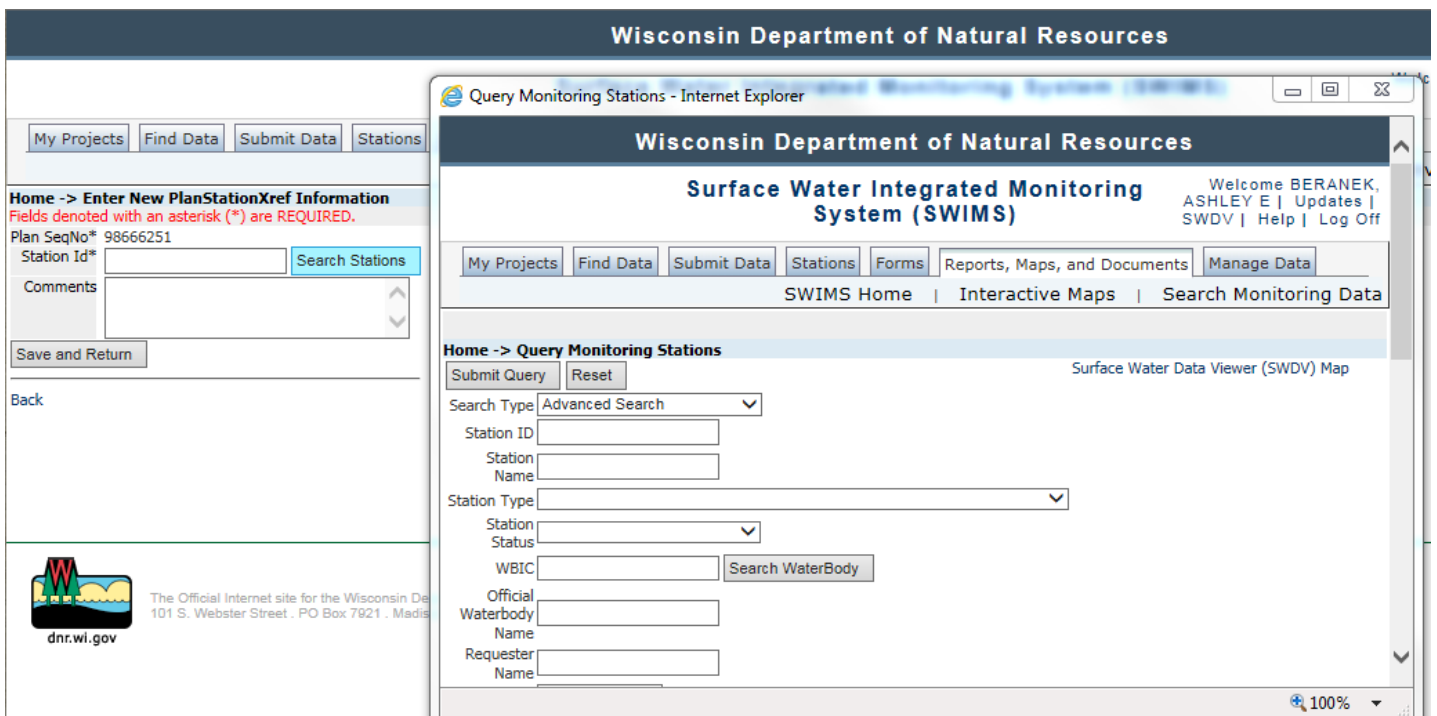 Wisconsin Department of Natural Resources
My Projects Find Data Submit Data Stations
Home -> Enter New PlanStationXref Information
Fields denoted with an asterisk (*) are REQUIRED.
Plan SeqNo* 98666251
Station Id* Search Stations
Comments
Save and Return
Back
The Official Internet site for the Wisconsin De
101 S. Webster Street . PO Box 7921 . Madis
W
dnr.wi.gov
Surface Water Integrated Monitoring System (SWIMS)
Query Monitoring Stations - Internet Explorer
Wisconsin Department of Natural Resources
Surface Water Integrated Monitoring
System (SWIMS)
Welcome BERANEK,
ASHLEY E | Updates |
SWDV | Help | Log Off
My Projects Find Data Submit Data Stations Forms Reports, Maps, and Documents Manage Data
SWIMS Home | Interactive Maps | Search Monitoring Data
Home -> Query Monitoring Stations
Submit Query Reset
Surface Water Data Viewer (SWDV) Map
Search Type Advanced Search
Station ID
Station
Name
Station Type
Station
Status
WBIC Search WaterBody
Official
Waterbody
Name
Requester
Name
100%